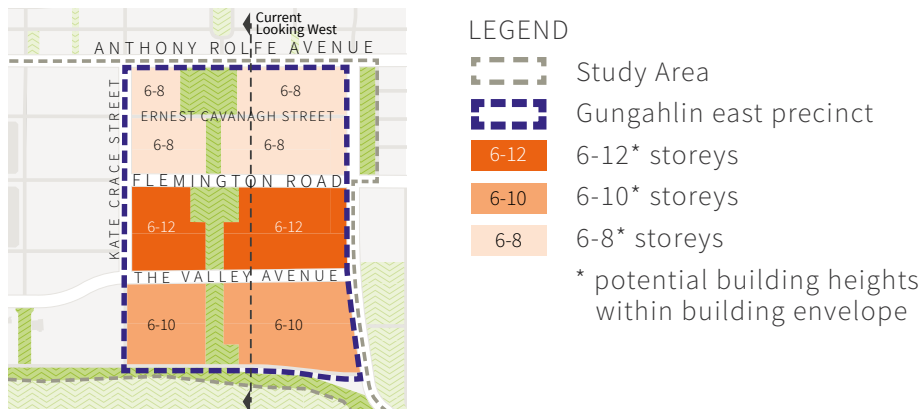 Current
Looking West
ANTHONY ROLFE AVENUE
KATE CRACE STREET
6-8
6-8
ERNEST CAVANAGH STREET
6-8
6-8
FLEMINGTON ROAD
6-12
6-12
THE VALLEY AVENUE
6-10
6-10
LEGEND
Study Area
Gungahlin east precinct
6-12 6-12* storeys
6-10 6-10* storeys
6-8 6-8* storeys
* potential building heights
within building envelope